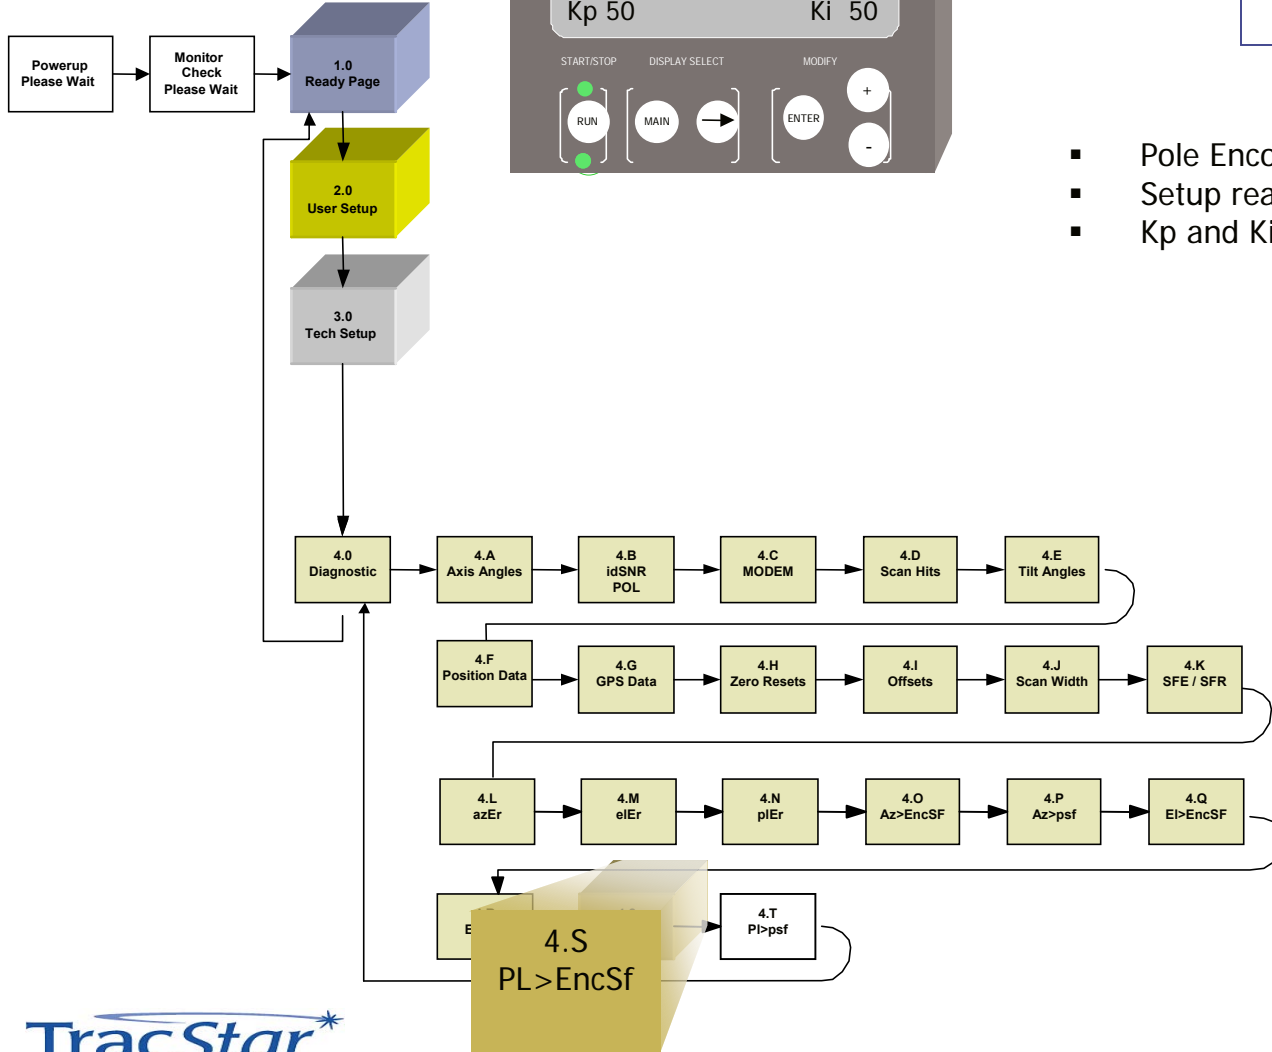 Kp 50 Ki 50
START/STOP DISPLAY SELECT MODIFY
RUN MAIN ENTER + -
Powerup
Please Wait
Monitor
Check
Please Wait
1.0
Ready Page
2.0
User Setup
3.0
Tech Setup
Pole
Setup
Kp and Ki
4.0
Diagnostic
4.A
Axis Angles
4.B
idSNR
POL
4.C
MODEM
4.D
Scan Hits
4.E
Tilt Angles
4.F
Position Data
4.G
GPS Data
4.H
Zero Resets
4.I
Offsets
4.J
Scan Width
4.K
SFE / SFR
4.L
azEr
4.M
elEr
4.N
plEr
4.O
Az>EncSF
4.P
Az>psf
4.Q
El>EncSF
4.S
PL>EncSf
4.T
Pl>psf
TracStar